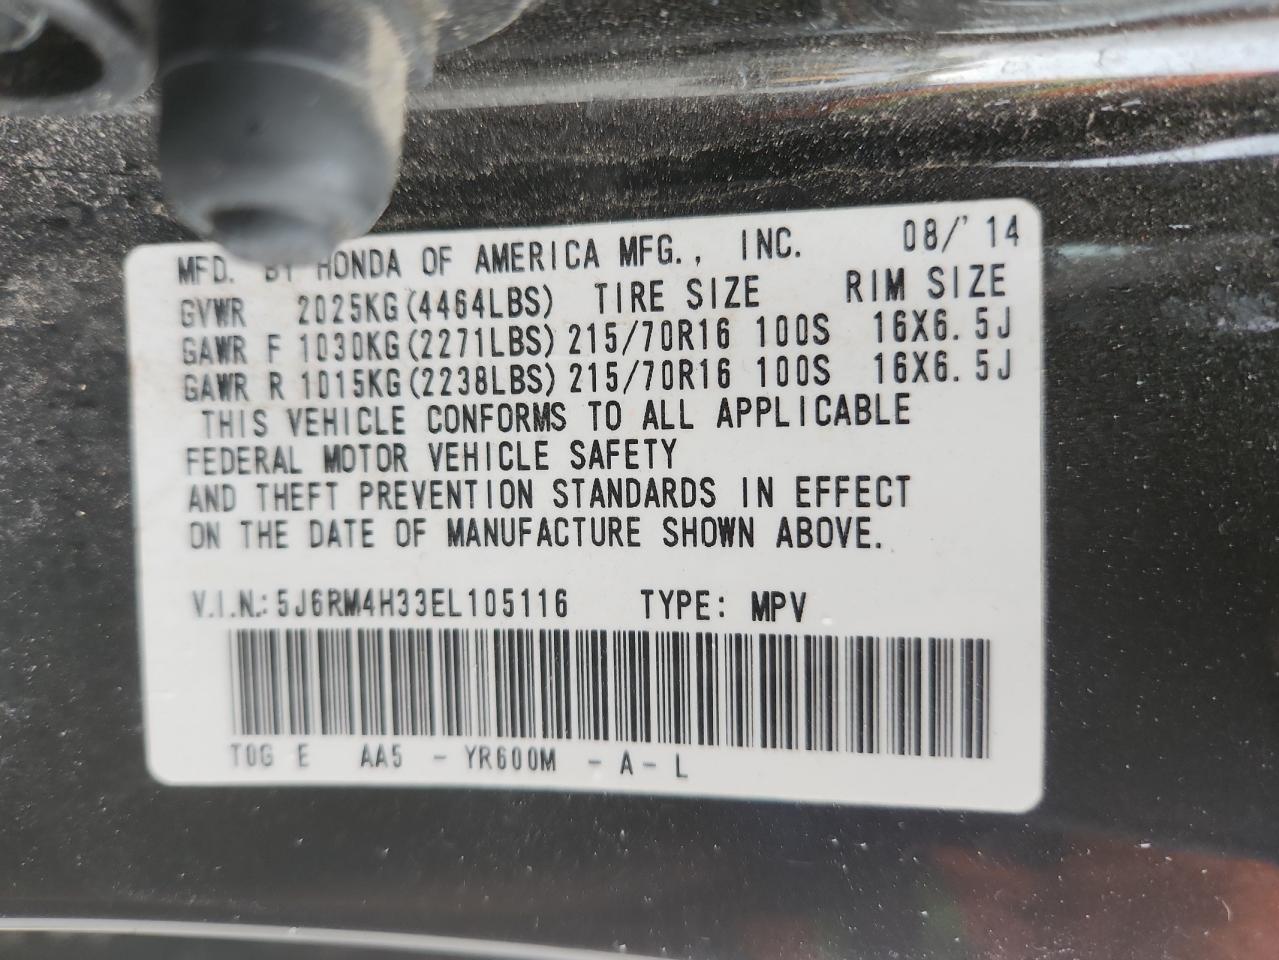 MFD. BY HONDA OF AMERICA MFG., INC. 08/'14
GVWR 2025KG(4464LBS) TIRE SIZE RIM SIZE
GAWR F 1030KG(2271LBS) 215/70R16 100S 16X6.5J
GAWR R 1015KG(2238LBS) 215/70R16 100S 16X6.5J
THIS VEHICLE CONFORMS TO ALL APPLICABLE
FEDERAL MOTOR VEHICLE SAFETY
AND THEFT PREVENTION STANDARDS IN EFFECT
ON THE DATE OF MANUFACTURE SHOWN ABOVE.
V.I.N.: 5J6RM4H33EL105116 TYPE: MPV
T0G E AA5 - YR600M - A - L